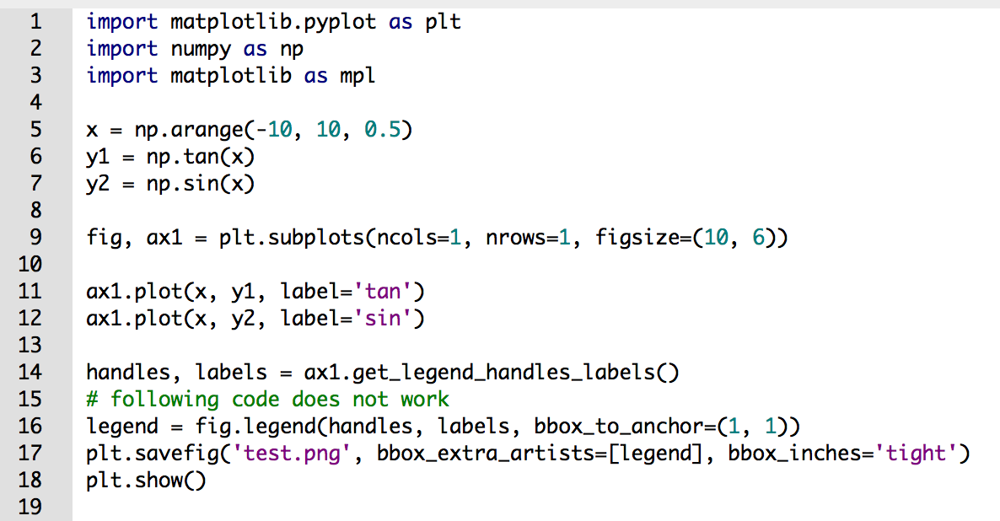 1 import matplotlib.pyplot as plt
2 import numpy as np
3 import matplotlib as mpl
4
5 x = np.arange(-10, 10, 0.5)
6 y1 = np.tan(x)
7 y2 = np.sin(x)
8
9 fig, ax1 = plt.subplots(ncols=1, nrows=1, figsize=(10, 6))
10
11 ax1.plot(x, y1, label='tan')
12 ax1.plot(x, y2, label='sin')
13
14 handles, labels = ax1.get_legend_handles_labels()
15 # following code does not work
16 legend = fig.legend(handles, labels, bbox_to_anchor=(1, 1))
17 plt.savefig('test.png', bbox_extra_artists=[legend], bbox_inches='tight')
18 plt.show()
19